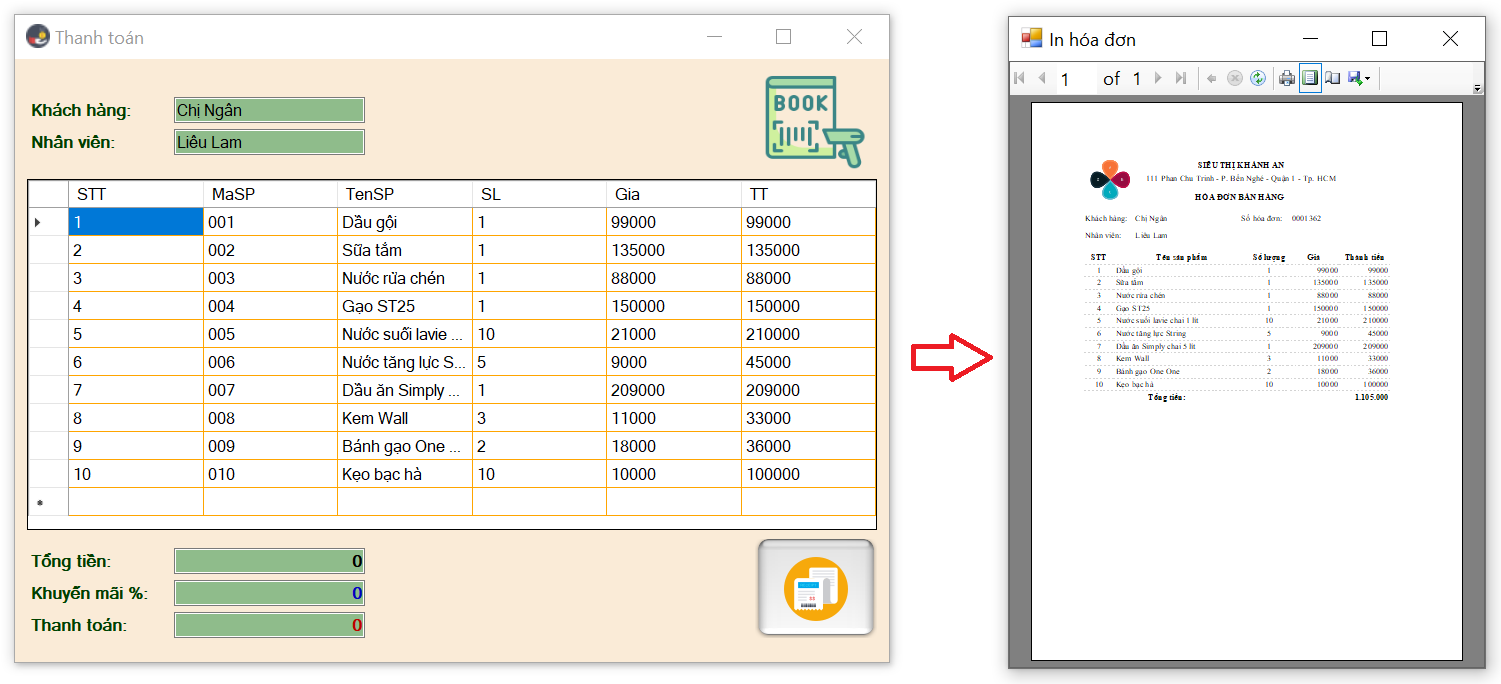 Thanh toán
Khách hàng: Chị Ngân
Nhân viên: Liêu Lam
BOOK
STT MaSP TenSP SL Gia TT
1 001 Dầu gội 1 99000 99000
2 002 Sữa tắm 1 135000 135000
3 003 Nước rửa chén 1 88000 88000
4 004 Gạo ST25 1 150000 150000
5 005 Nước suối lavie ... 10 21000 210000
6 006 Nước tăng lực S... 5 9000 45000
7 007 Dầu ăn Simply ... 1 209000 209000
8 008 Kem Wall 3 11000 33000
9 009 Bánh gạo One ... 2 18000 36000
10 010 Kẹo bạc hà 10 10000 100000
Tổng tiền: 0
Khuyến mãi %: 0
Thanh toán: 0
In hóa đơn
1 of 1
SIÊU THỊ KHÁNH AN
111 Phan Chu Trinh - P. Bến Nghé - Quận 1 - Tp. HCM
HÓA ĐƠN BÁN HÀNG
Khách hàng: Chị Ngân Số hóa đơn: 0001362
Nhân viên: Liêu Lam
STT Tên sản phẩm Số lượng Giá Thành tiền
1 Dầu gội 1 99000 99000
2 Sữa tắm 1 135000 135000
3 Nước rửa chén 1 88000 88000
4 Gạo ST25 1 150000 150000
5 Nước suối lavie chai 1 lít 10 21000 210000
6 Nước tăng lực String 5 9000 45000
7 Dầu ăn Simply chai 5 lít 1 209000 209000
8 Kem Wall 3 11000 33000
9 Bánh gạo One One 2 18000 36000
10 Kẹo bạc hà 10 10000 100000
Tổng tiền: 1.105.000